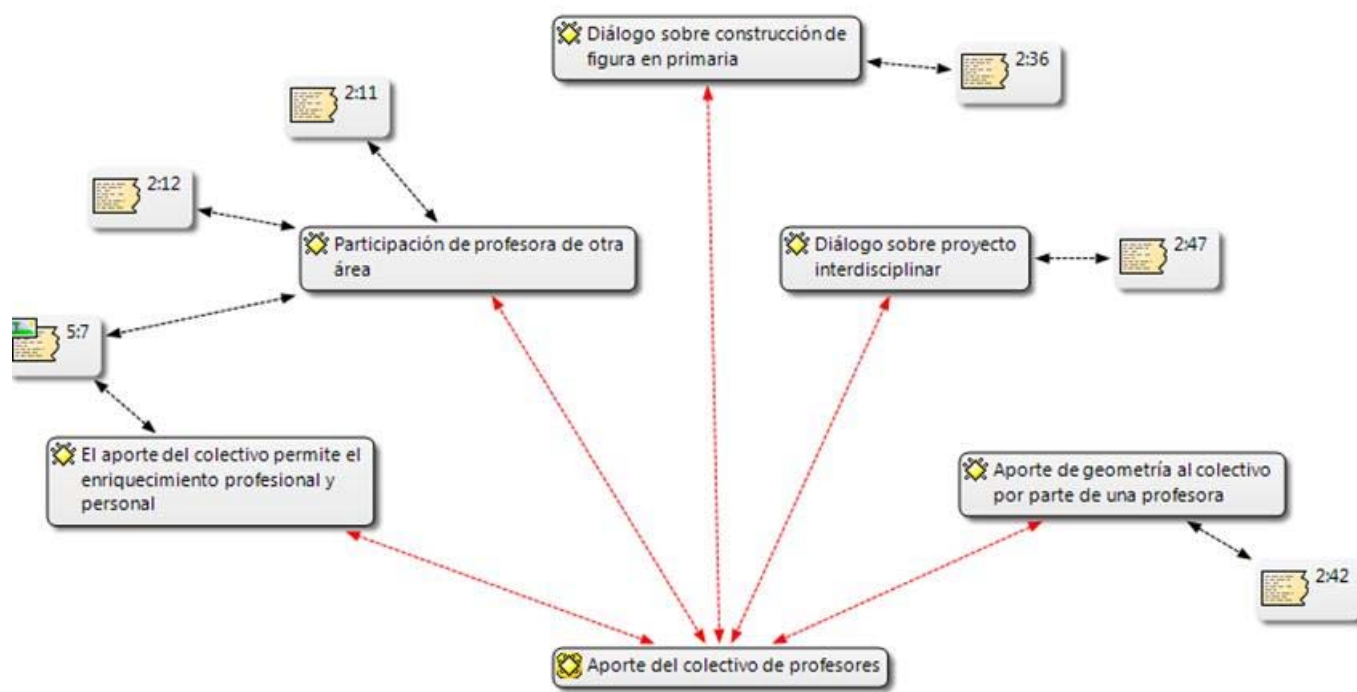 Diálogo sobre construcción de
figura en primaria
2:36
2:11
2:12
Participación de profesora de otra
área
Diálogo sobre proyecto
interdisciplinar
2:47
5:7
El aporte del colectivo permite el
enriquecimiento profesional y
personal
Aporte de geometría al colectivo
por parte de una profesora
2:42
Aporte del colectivo de profesores